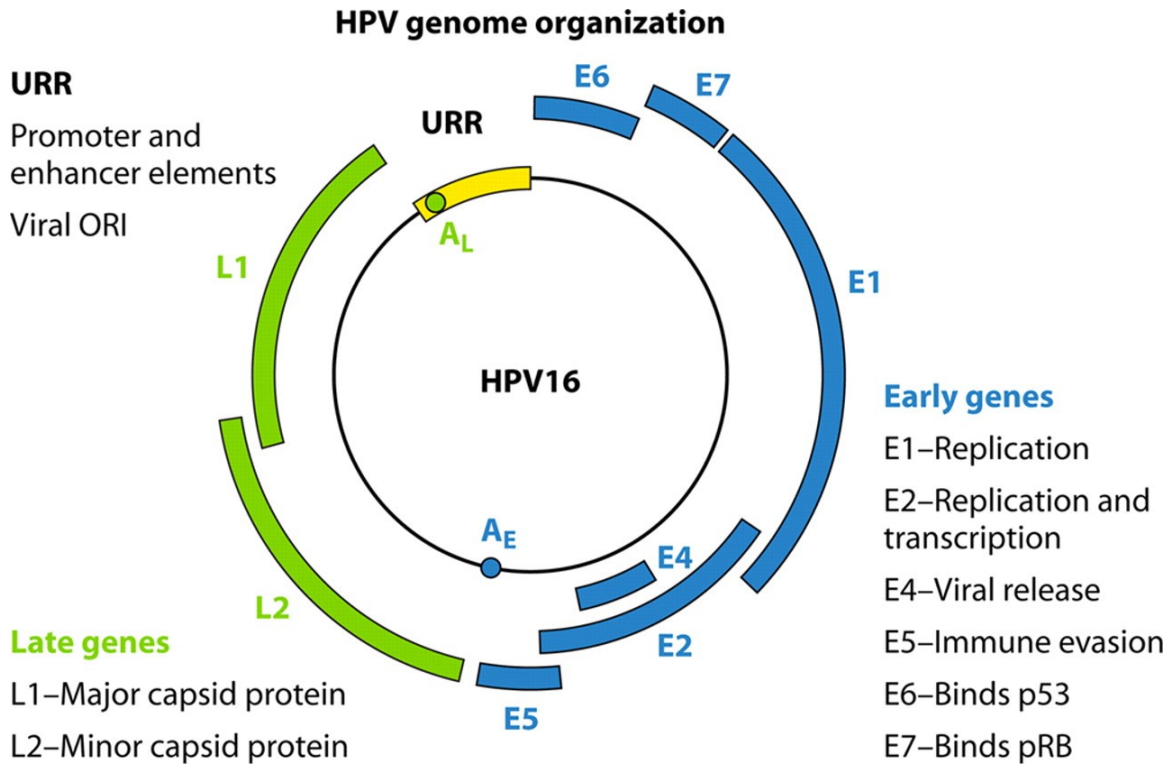 HPV genome organization
URR
Promoter and
enhancer elements
Viral ORI
URR
E6
E7
A_L
L1
E1
HPV16
A_E
E4
L2
E2
E5
Early genes
E1–Replication
E2–Replication and
transcription
E4–Viral release
E5–Immune evasion
E6–Binds p53
E7–Binds pRB
Late genes
L1–Major capsid protein
L2–Minor capsid protein